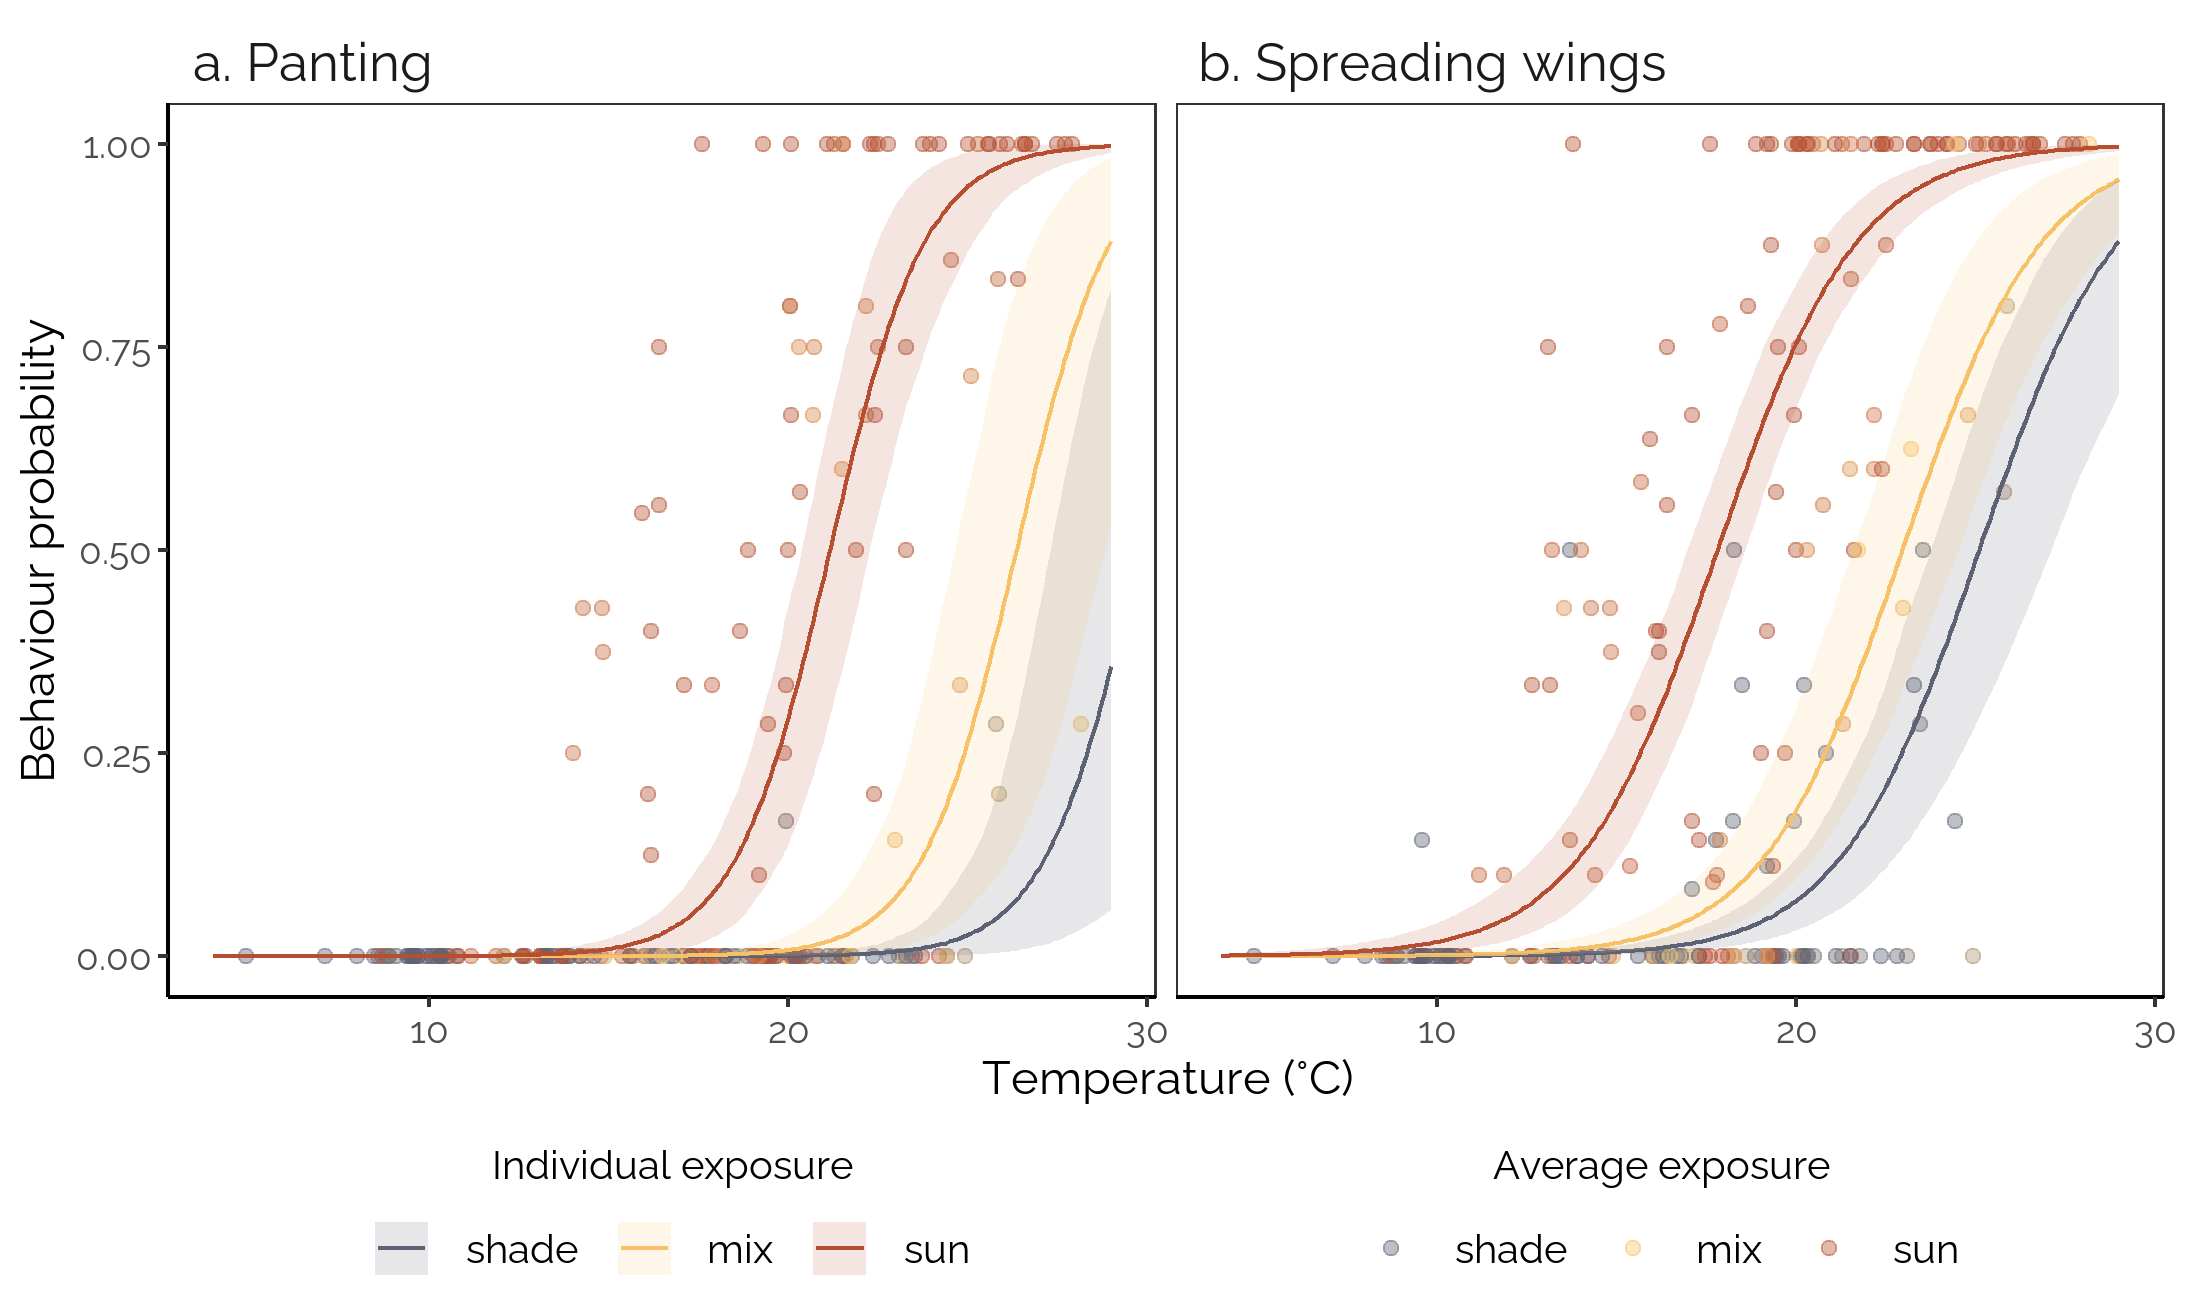 a. Panting
b. Spreading wings
Behaviour probability
1.00
0.75
0.50
0.25
0.00
10
20
30
10
20
30
Temperature (°C)
Individual exposure
shade
mix
sun
Average exposure
shade
mix
sun